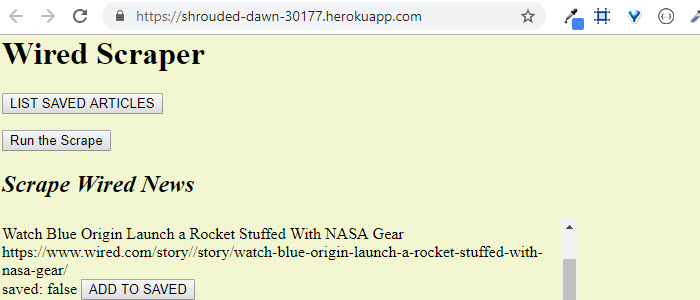 https://shrouded-dawn-30177.herokuapp.com
Wired Scraper
LIST SAVED ARTICLES
Run the Scrape
Scrape Wired News
Watch Blue Origin Launch a Rocket Stuffed With NASA Gear
https://www.wired.com/story//story/watch-blue-origin-launch-a-rocket-stuffed-with-
nasa-gear/
saved: false ADD TO SAVED